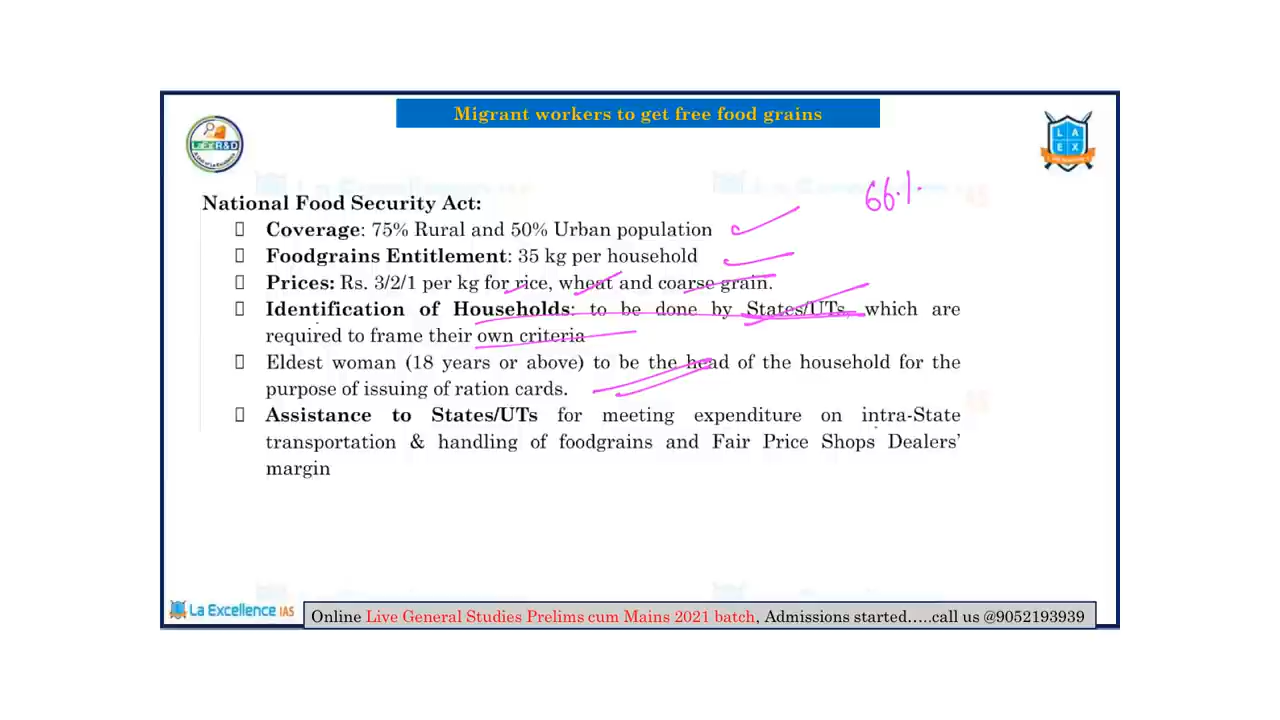 Migrant workers to get free food grains
LaEx R&D
L A
E X
66%
National Food Security Act:
Coverage: 75% Rural and 50% Urban population
Foodgrains Entitlement: 35 kg per household
Prices: Rs. 3/2/1 per kg for rice, wheat and coarse grain.
Identification of Households: to be done by States/UTs, which are
required to frame their own criteria
Eldest woman (18 years or above) to be the head of the household for the
purpose of issuing of ration cards.
Assistance to States/UTs for meeting expenditure on intra-State
transportation & handling of foodgrains and Fair Price Shops Dealers'
margin
La Excellence IAS
Online Live General Studies Prelims cum Mains 2021 batch, Admissions started…..call us @9052193939